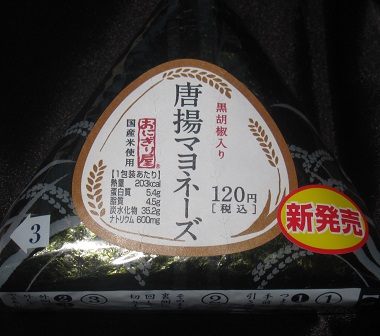 黒胡椒入り
唐揚マヨネーズ
おにぎり屋
国産米使用
【1包装あたり】
熱量 203kcal
蛋白質 5.4g
脂質 4.5g
炭水化物 35.2g
ナトリウム 600mg
120円
[税込]
新発売
3
①
②
③